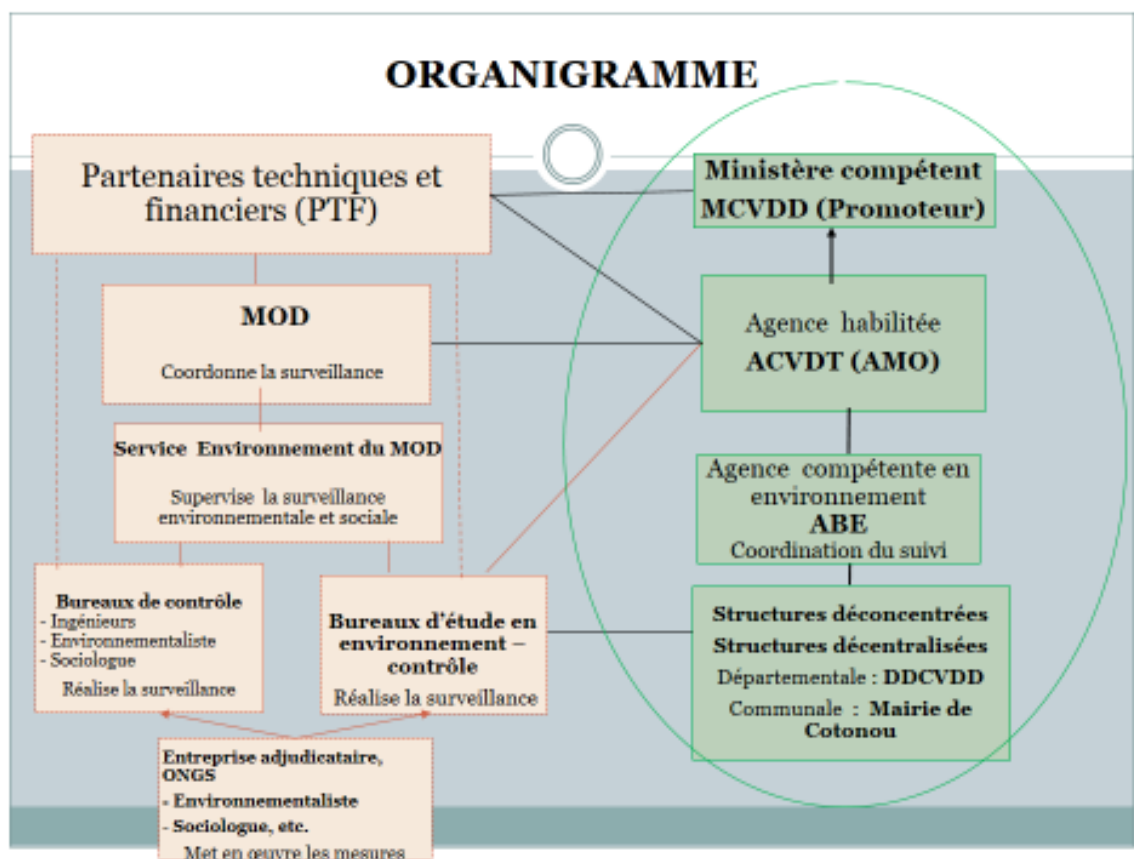 ORGANIGRAMME
Partenaires techniques et
financiers (PTF)
MOD
Coordonne la surveillance
Service Environnement du MOD
Supervise la surveillance
environnementale et sociale
Bureaux de contrôle
- Ingénieurs
- Environnementaliste
- Sociologue
Réalise la surveillance
Bureaux d'étude en
environnement –
contrôle
Réalise la surveillance
Entreprise adjudicataire,
ONGS
- Environnementaliste
- Sociologue, etc.
Met en œuvre les mesures
Ministère compétent
MCVDD (Promoteur)
Agence habilitée
ACVDT (AMO)
Agence compétente en
environnement
ABE
Coordination du suivi
Structures déconcentrées
Structures décentralisées
Départementale : DDCVDD
Communale : Mairie de
Cotonou